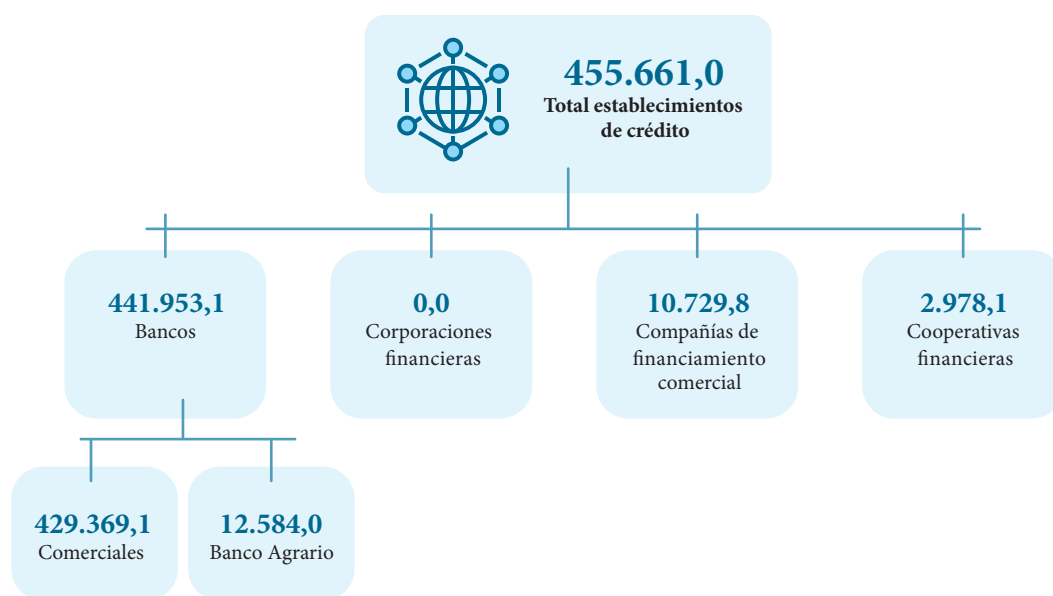 455.661,0
Total establecimientos
de crédito
441.953,1
Bancos
0,0
Corporaciones
financieras
10.729,8
Compañías de
financiamiento
comercial
2.978,1
Cooperativas
financieras
429.369,1
Comerciales
12.584,0
Banco Agrario